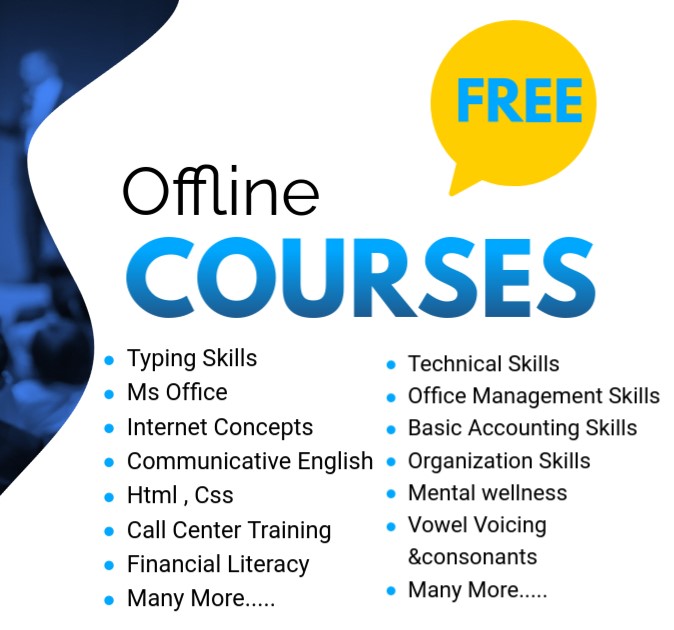 FREE
Offline
COURSES
Typing Skills
Ms Office
Internet Concepts
Communicative English
Html , Css
Call Center Training
Financial Literacy
Many More.....
Technical Skills
Office Management Skills
Basic Accounting Skills
Organization Skills
Mental wellness
Vowel Voicing
&consonants
Many More.....